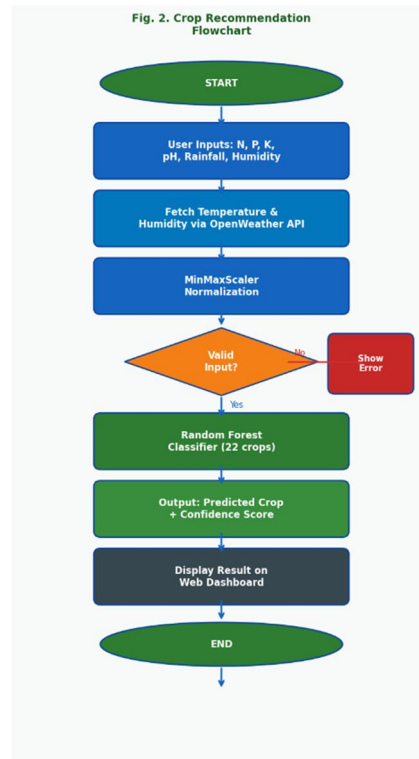 Fig. 2. Crop Recommendation
Flowchart
START
User Inputs: N, P, K,
pH, Rainfall, Humidity
Fetch Temperature &
Humidity via OpenWeather API
MinMaxScaler
Normalization
Valid
Input?
No
Show
Error
Yes
Random Forest
Classifier (22 crops)
Output: Predicted Crop
+ Confidence Score
Display Result on
Web Dashboard
END